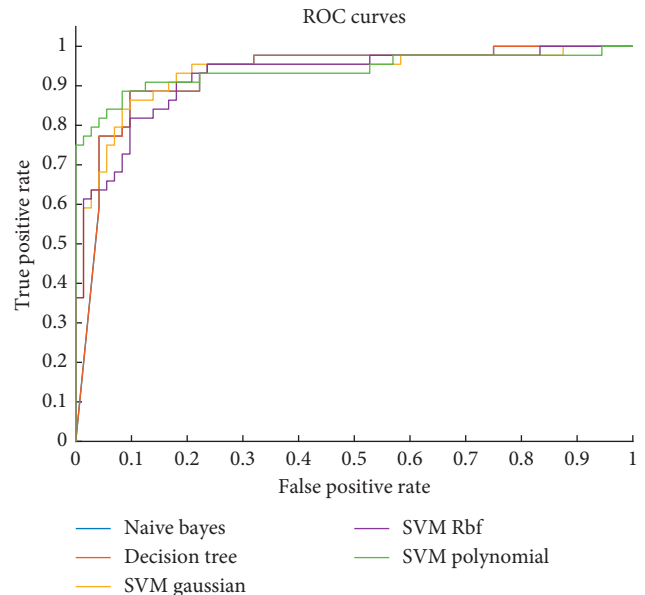 ROC curves
1
0.9
0.8
0.7
0.6
0.5
0.4
0.3
0.2
0.1
0
True positive rate
0 0.1 0.2 0.3 0.4 0.5 0.6 0.7 0.8 0.9 1
False positive rate
Naive bayes
Decision tree
SVM gaussian
SVM Rbf
SVM polynomial